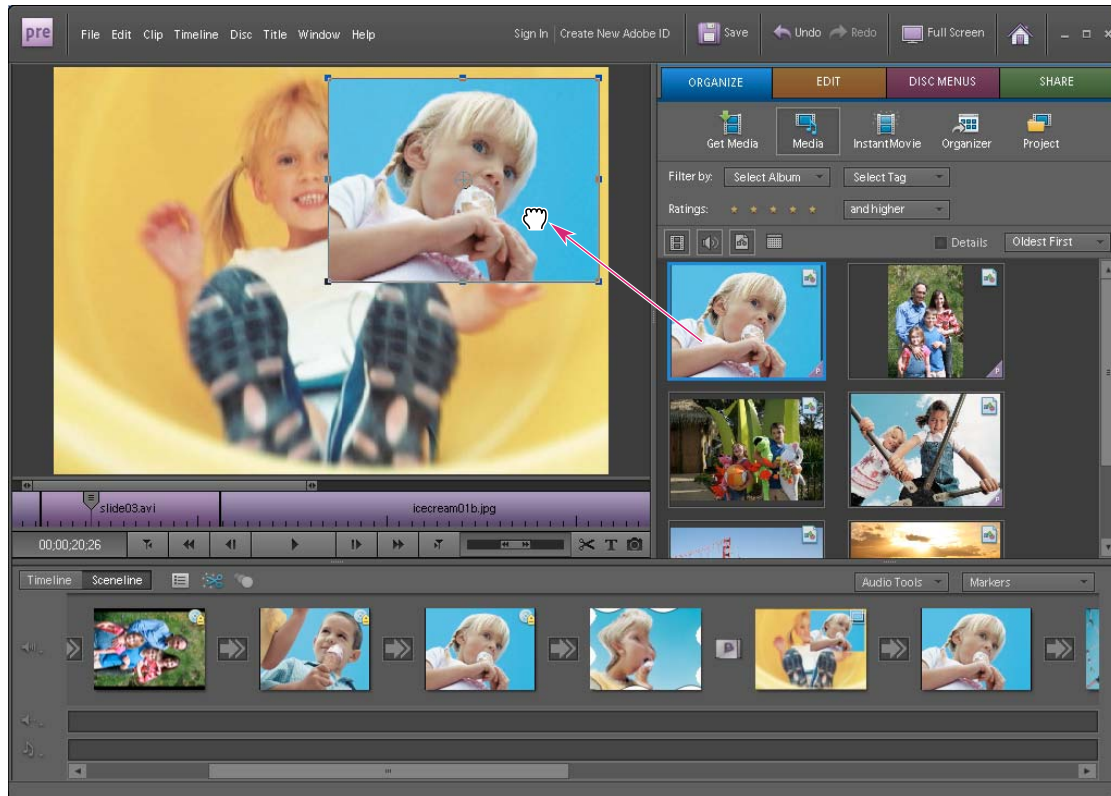 pre File Edit Clip Timeline Disc Title Window Help Sign In Create New Adobe ID Save Undo Redo Full Screen
ORGANIZE EDIT DISC MENUS SHARE
Get Media Media InstantMovie Organizer Project
Filter by: Select Album Select Tag
Ratings: and higher
Details Oldest First
slide03.avi icecream01b.jpg
00;00;20;26 T
Timeline Sceneline Audio Tools Markers